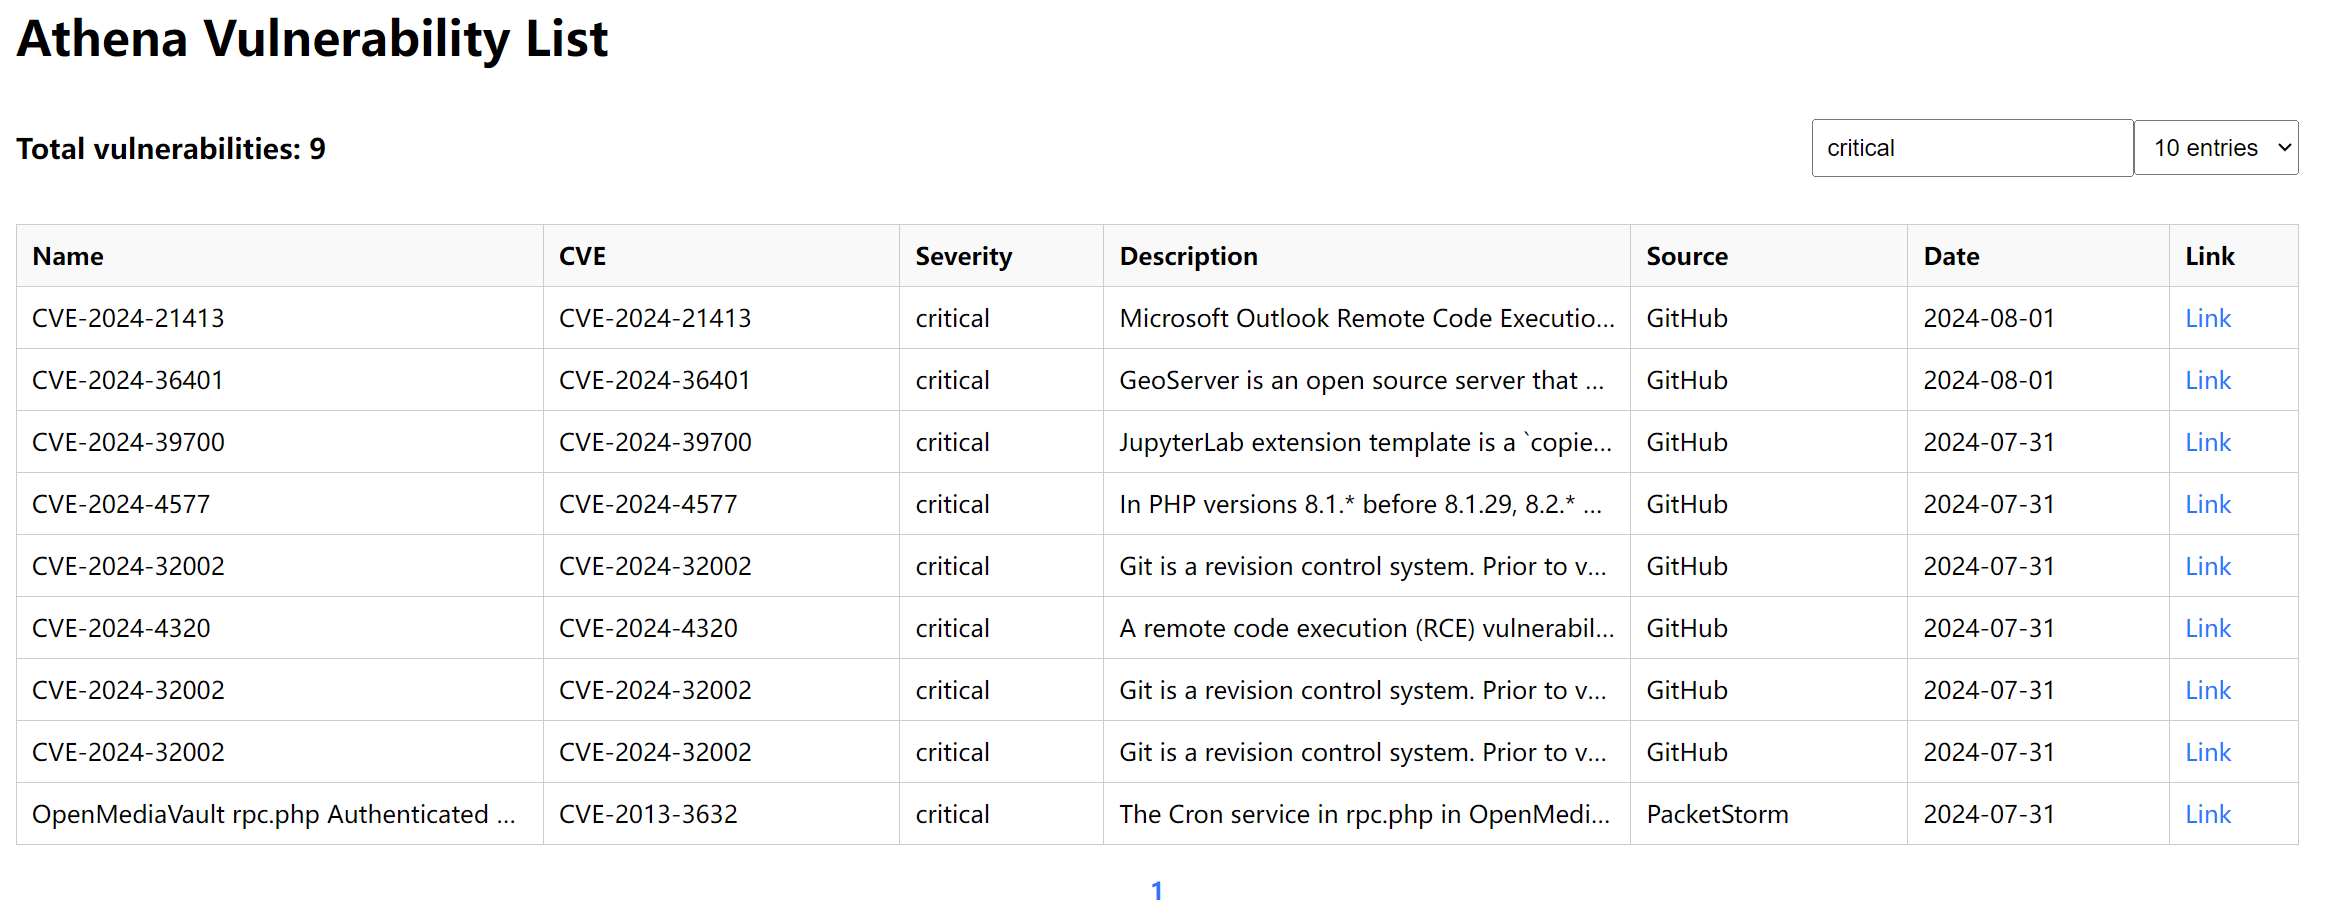 Athena Vulnerability List
Total vulnerabilities: 9 critical 10 entries
Name CVE Severity Description Source Date Link
CVE-2024-21413 CVE-2024-21413 critical Microsoft Outlook Remote Code Executio... GitHub 2024-08-01 Link
CVE-2024-36401 CVE-2024-36401 critical GeoServer is an open source server that ... GitHub 2024-08-01 Link
CVE-2024-39700 CVE-2024-39700 critical JupyterLab extension template is a `copie... GitHub 2024-07-31 Link
CVE-2024-4577 CVE-2024-4577 critical In PHP versions 8.1.* before 8.1.29, 8.2.* ... GitHub 2024-07-31 Link
CVE-2024-32002 CVE-2024-32002 critical Git is a revision control system. Prior to v... GitHub 2024-07-31 Link
CVE-2024-4320 CVE-2024-4320 critical A remote code execution (RCE) vulnerabil... GitHub 2024-07-31 Link
CVE-2024-32002 CVE-2024-32002 critical Git is a revision control system. Prior to v... GitHub 2024-07-31 Link
CVE-2024-32002 CVE-2024-32002 critical Git is a revision control system. Prior to v... GitHub 2024-07-31 Link
OpenMediaVault rpc.php Authenticated ... CVE-2013-3632 critical The Cron service in rpc.php in OpenMedi... PacketStorm 2024-07-31 Link
1